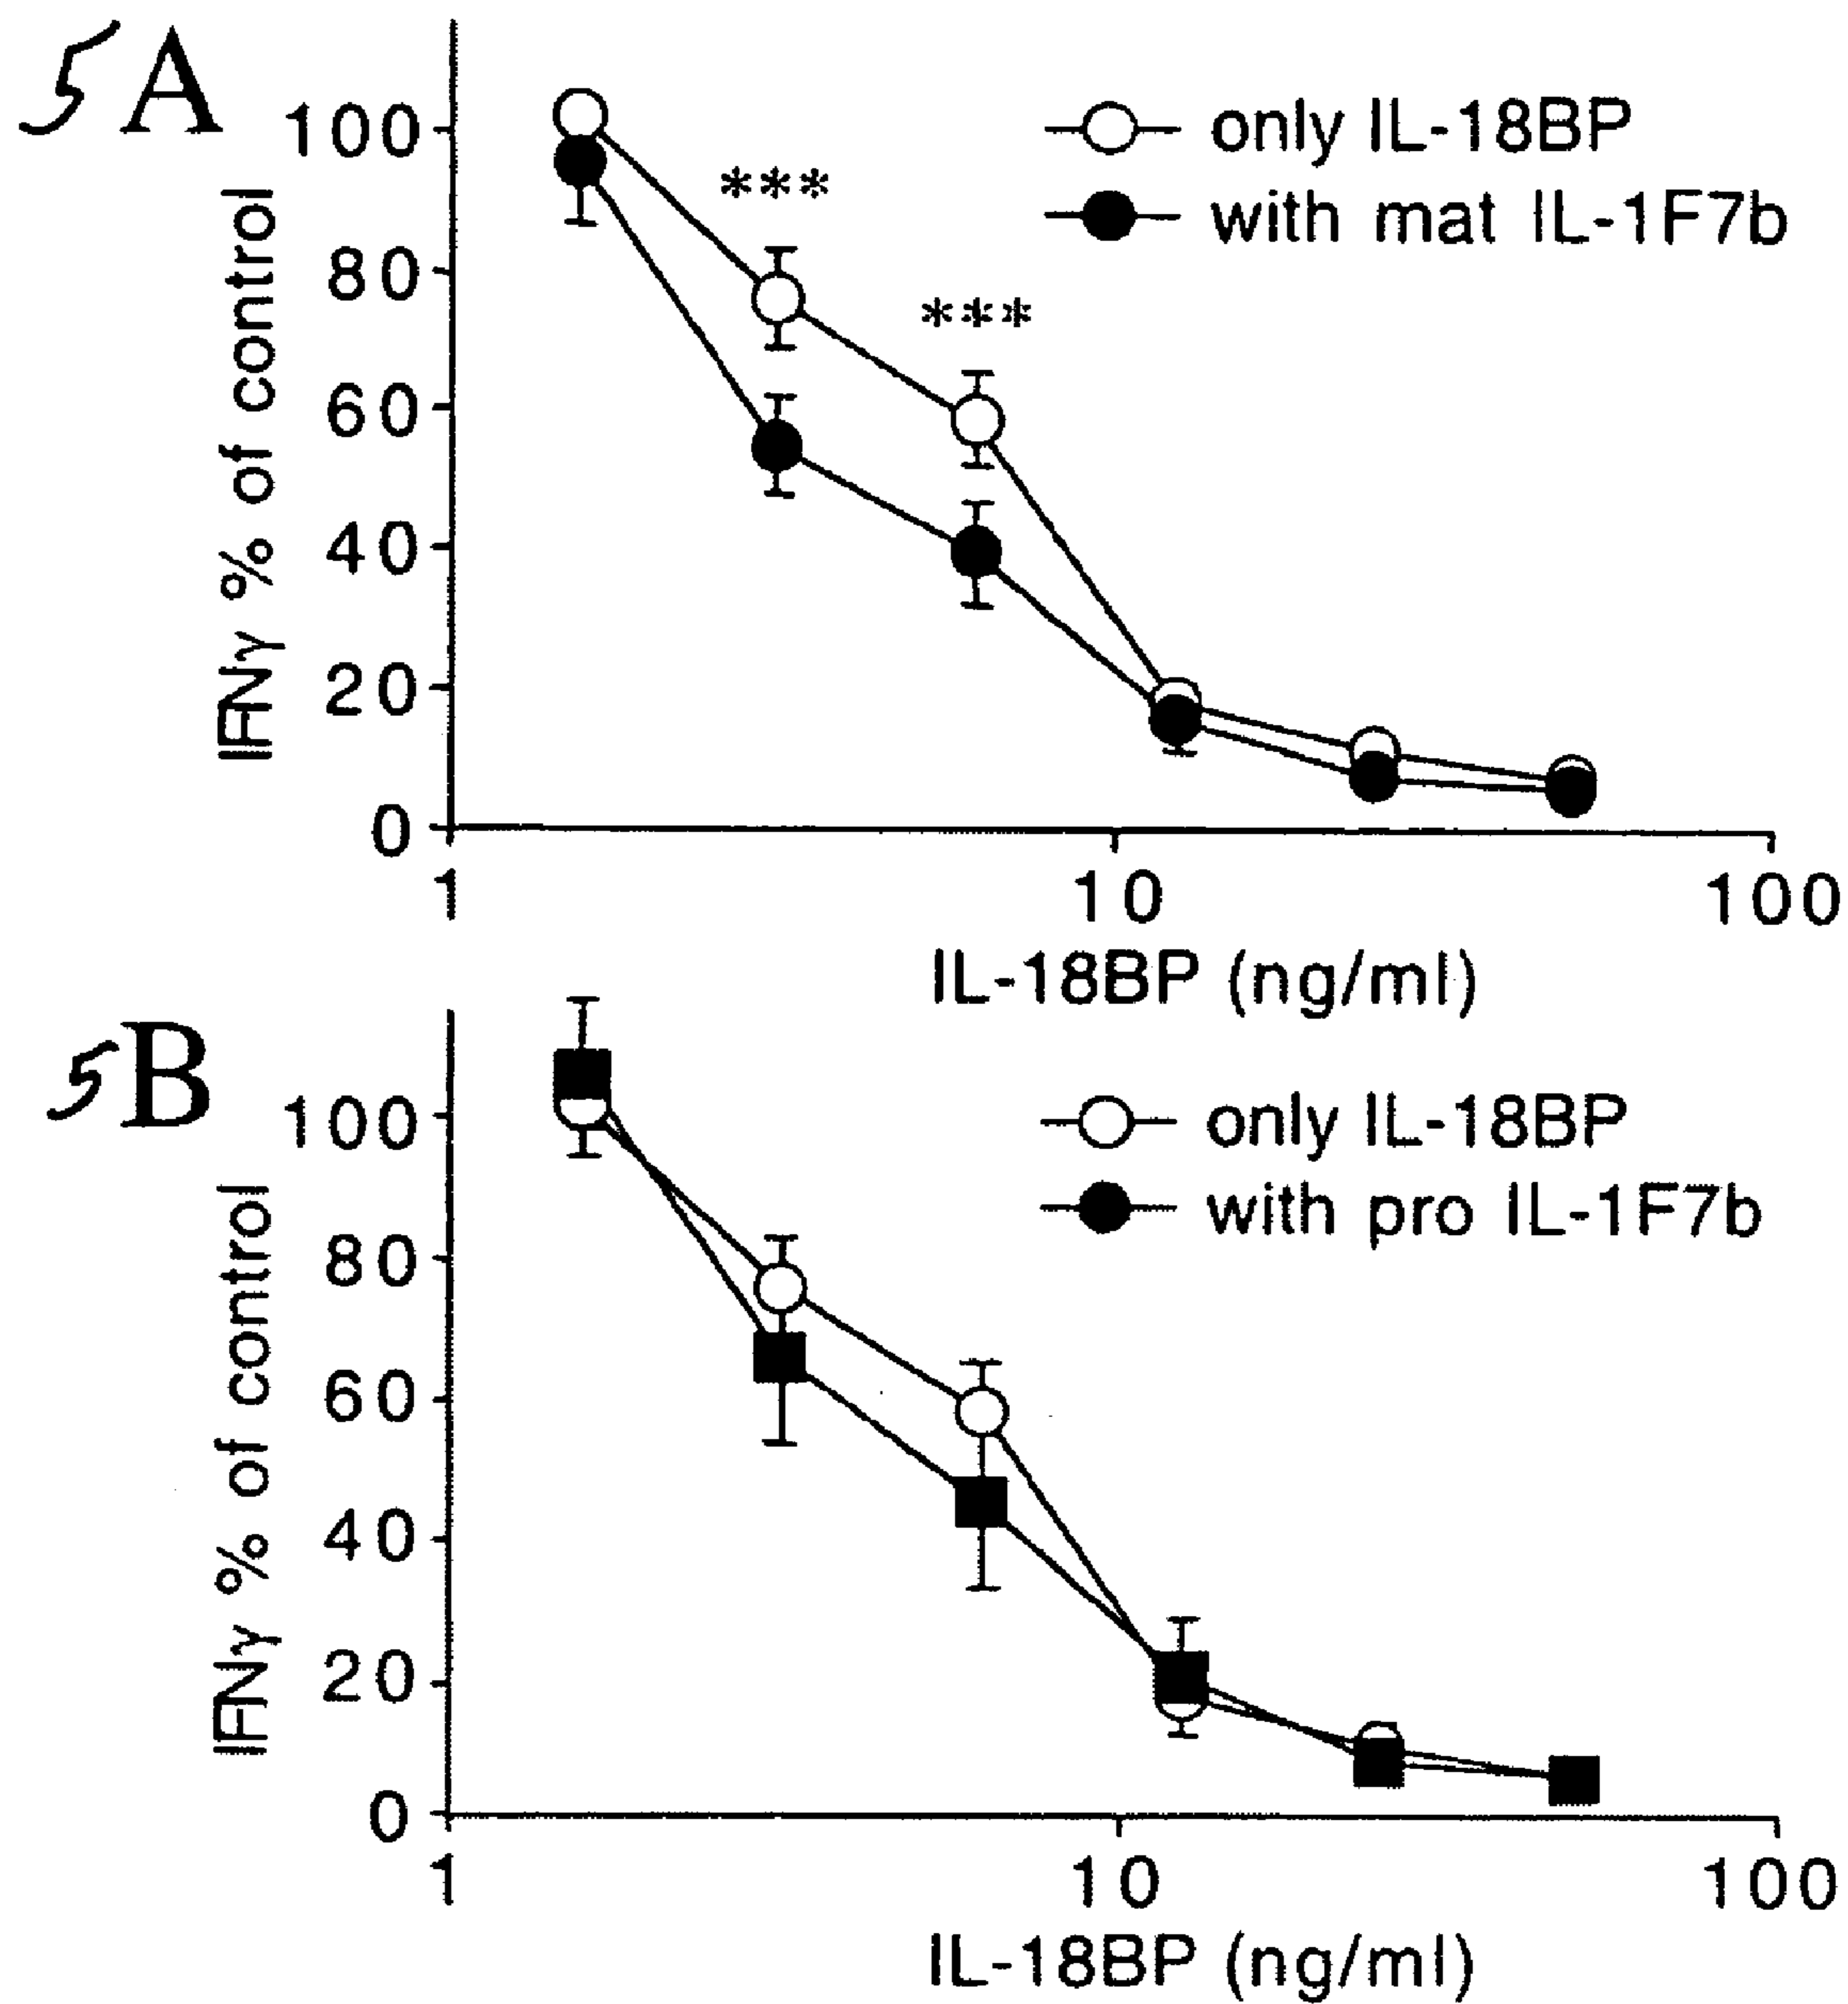 5A
100
80
60
40
20
0
IFNγ % of control
only IL-18BP
with mat IL-1F7b
***
***
1
10
100
IL-18BP (ng/ml)
5B
100
80
60
40
20
0
IFNγ % of control
only IL-18BP
with pro IL-1F7b
1
10
100
IL-18BP (ng/ml)